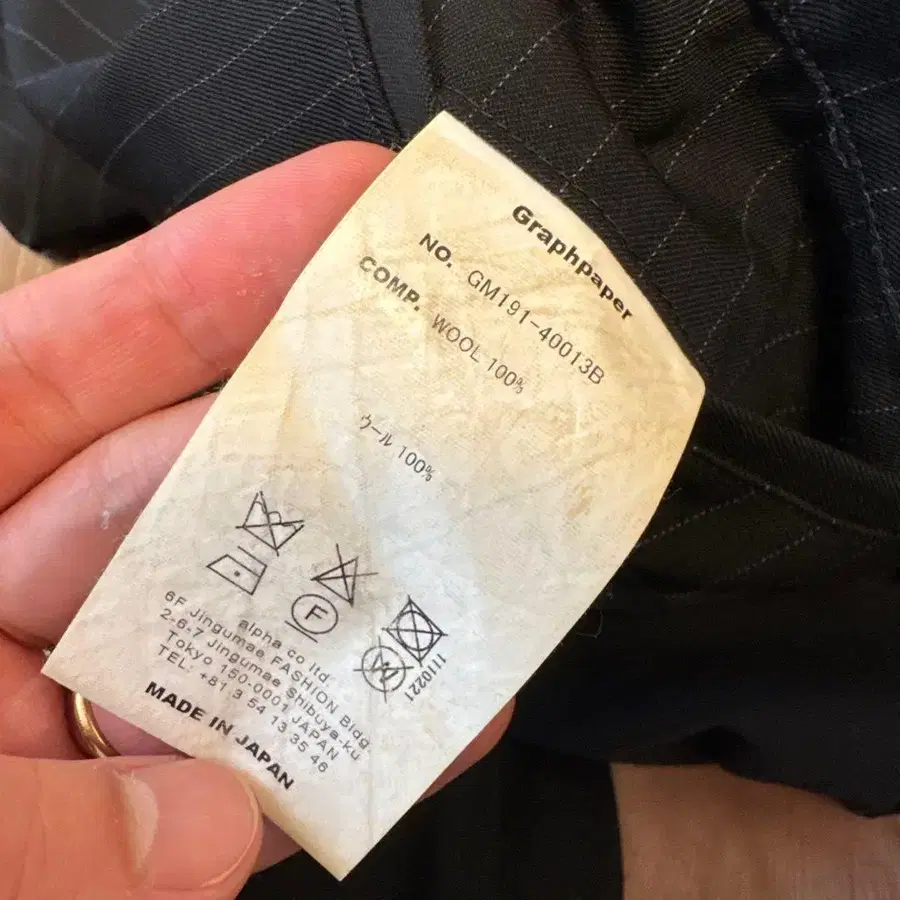 Graphpaper
NO. GM191-40013B
COMP. WOOL 100%
ウール 100%
F
W
1110221
alpha co ltd
6F Jingumae FASHION Bldg
2-6-7 Jingumae Shibuya-ku
Tokyo 150-0001 JAPAN
TEL: +81 3 54 13 35 46
MADE IN JAPAN